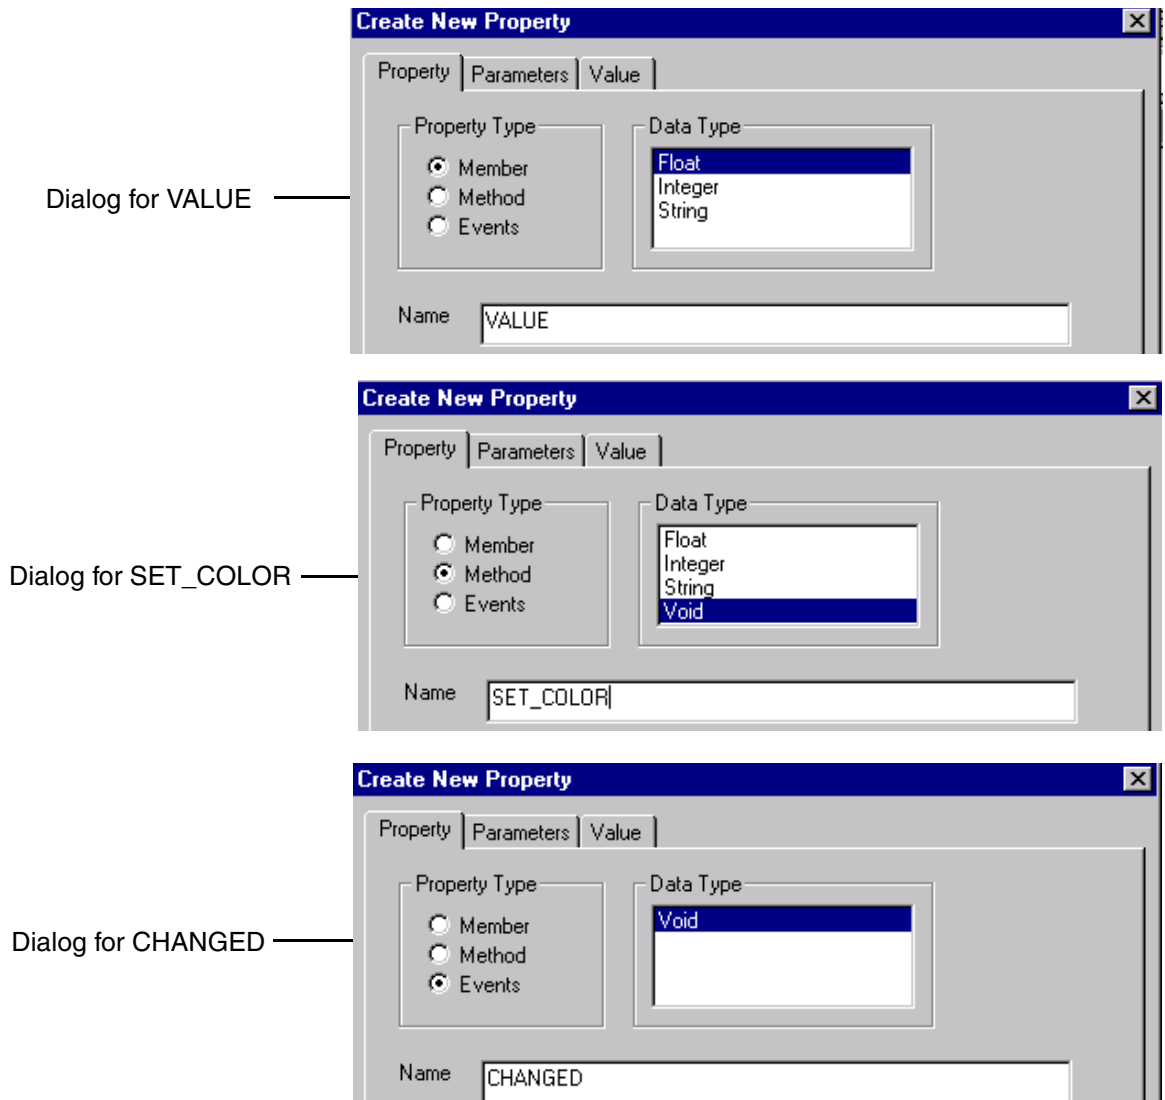 Create New Property
Property Parameters Value
Property Type Data Type
Member Float
Method Integer
Events String
Dialog for VALUE
Name VALUE
Create New Property
Property Parameters Value
Property Type Data Type
Member Float
Method Integer
Events String
Void
Dialog for SET_COLOR
Name SET_COLOR
Create New Property
Property Parameters Value
Property Type Data Type
Member Void
Method
Events
Dialog for CHANGED
Name CHANGED